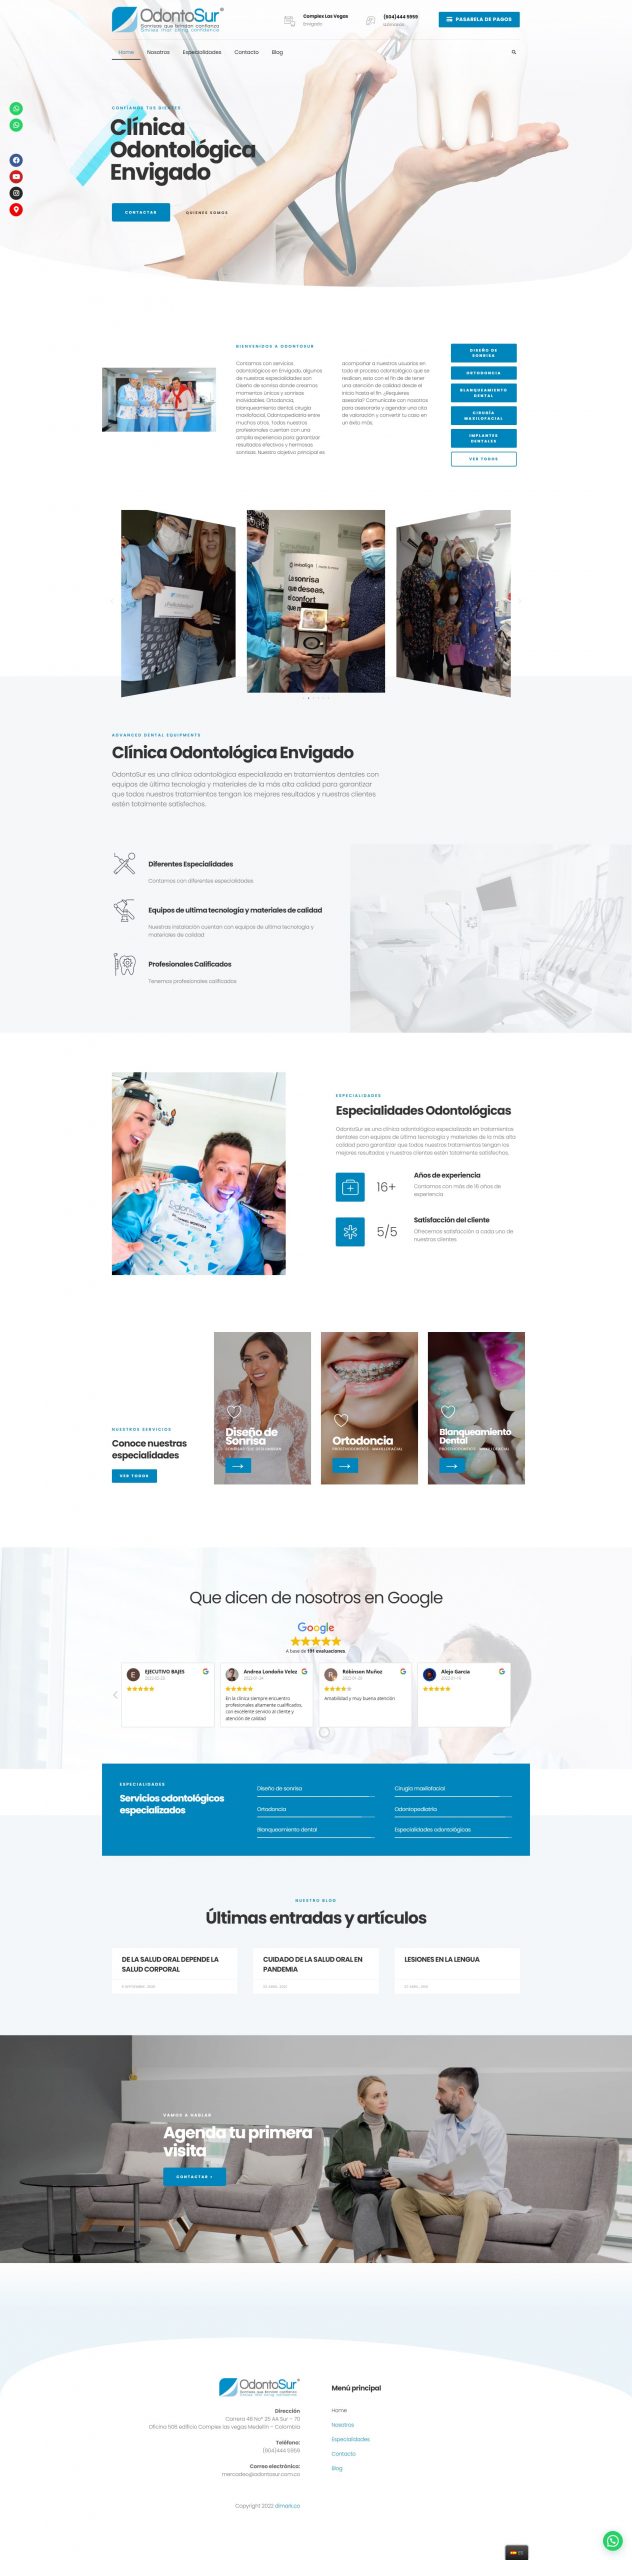 OdontoSur®
Sonrisas que brindan confianza
Smiles that bring confidence
Complex Las Vegas
Envigado
(604)444 5959
Llámanos
PASARELA DE PAGOS
Home
Nosotros
Especialidades
Contacto
Blog
CONFÍANOS TUS DIENTES
Clínica
Odontológica
Envigado
CONTACTAR
QUIENES SOMOS
BIENVENIDOS A ODONTOSUR
Contamos con servicios
odontológicos en Envigado, algunos
de nuestras especialidades son
Diseño de sonrisa donde creamos
momentos únicos y sonrisas
inolvidables. Ortodoncia,
blanqueamiento dental, cirugía
maxilofacial, Odontopediatría entre
muchos otros. Todos nuestros
profesionales cuentan con una
amplia experiencia para garantizar
resultados efectivos y hermosas
sonrisas. Nuestro objetivo principal es
acompañar a nuestros usuarios en
todo el proceso odontológico que se
realicen, esto con el fin de tener
una atención de calidad desde el
inicio hasta el fin. ¿Requieres
asesoría? Comunícate con nosotros
para asesorarte y agendar una cita
de valoración y convertir tu caso en
un éxito más.
DISEÑO DE
SONRISA
ORTODONCIA
BLANQUEAMIENTO
DENTAL
CIRUGÍA
MAXILOFACIAL
IMPLANTES
DENTALES
VER TODOS
¡Felicidades!
invisalign
La sonrisa
que deseas,
el confort
que
ADVANCED DENTAL EQUIPMENTS
Clínica Odontológica Envigado
OdontoSur es una clínica odontológica especializada en tratamientos dentales con
equipos de última tecnología y materiales de la más alta calidad para garantizar
que todos nuestros tratamientos tengan los mejores resultados y nuestros clientes
estén totalmente satisfechos.
Diferentes Especialidades
Contamos con diferentes especialidades
Equipos de ultima tecnología y materiales de calidad
Nuestras instalación cuentan con equipos de ultima tecnología y
materiales de calidad
Profesionales Calificados
Tenemos profesionales calificados
ESPECIALIDADES
Especialidades Odontológicas
OdontoSur es una clínica odontológica especializada en tratamientos
dentales con equipos de última tecnología y materiales de la más alta
calidad para garantizar que todos nuestros tratamientos tengan los
mejores resultados y nuestros clientes estén totalmente satisfechos.
16+
Años de experiencia
Contamos con más de 16 años de
experiencia
5/5
Satisfacción del cliente
Ofrecemos satisfacción a cada uno de
nuestros clientes
NUESTROS SERVICIOS
Conoce nuestras
especialidades
VER TODOS
Diseño de
Sonrisa
SONRISAS QUE DESLUMBRAN
Ortodoncia
PROSTHODONTICS · MAXILLOFACIAL
Blanqueamiento
Dental
PROSTHODONTICS · MAXILLOFACIAL
Que dicen de nosotros en Google
Google
A base de 191 evaluaciones.
EJECUTIVO BAJES
Andrea Londoño Velez
En la clínica siempre encuentro
profesionales altamente cualificados,
con excelente servicio al cliente y
atención de calidad
Robinson Muñoz
Amabilidad y muy buena atención
Alejo Garcia
ESPECIALIDADES
Servicios odontológicos
especializados
Diseño de sonrisa
Ortodoncia
Blanqueamiento dental
Cirugía maxilofacial
Odontopediatría
Especialidades odontológicas
NUESTRO BLOG
Últimas entradas y artículos
DE LA SALUD ORAL DEPENDE LA
SALUD CORPORAL
CUIDADO DE LA SALUD ORAL EN
PANDEMIA
LESIONES EN LA LENGUA
VAMOS A HABLAR
Agenda tu primera
visita
CONTACTAR >
OdontoSur®
Sonrisas que brindan confianza
Smiles that bring confidence
Dirección
Carrera 48 No° 25 AA Sur – 70
Oficina 506 edificio Complex las vegas Medellín – Colombia
Teléfono:
(604)444 5959
Correo electrónico:
mercadeo@odontosur.com.co
Copyright 2022 dimark.co
Menú principal
Home
Nosotros
Especialidades
Contacto
Blog
ES